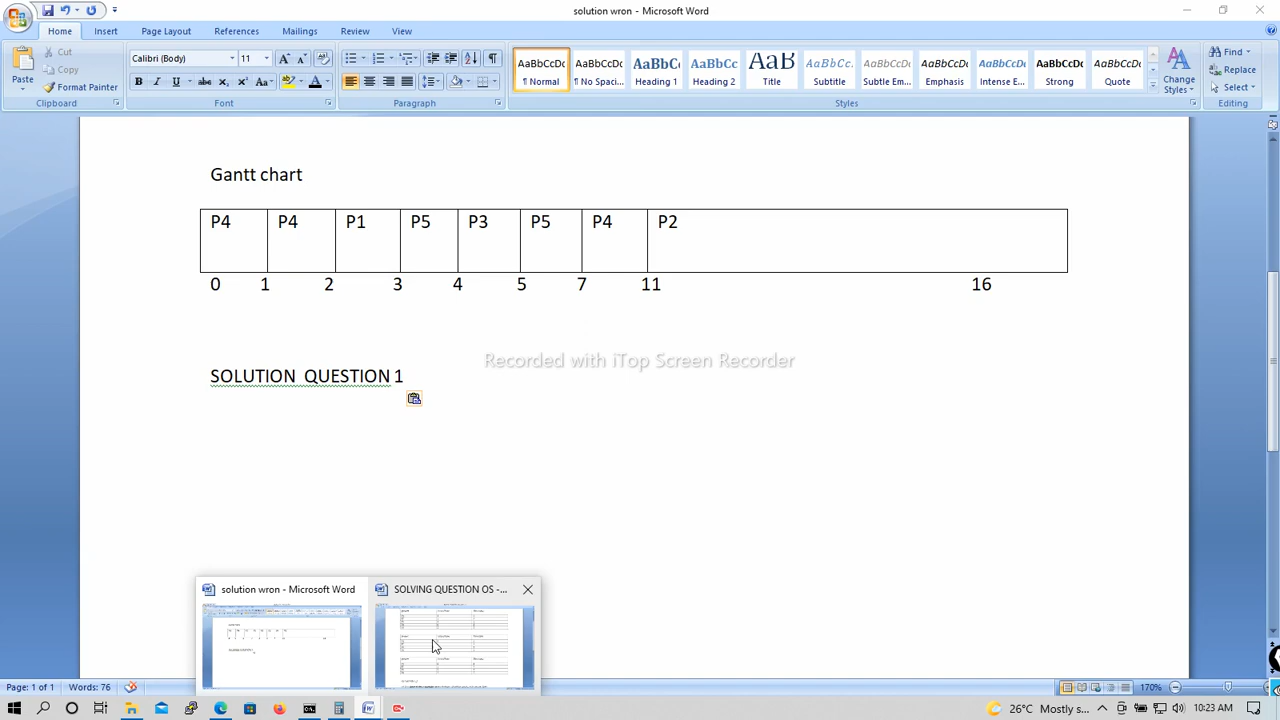 solution wron - Microsoft Word
Home Insert Page Layout References Mailings Review View
Paste
Cut
Copy
Format Painter
Clipboard
Calibri (Body) 11
B I U abc x₂ x² Aa
Font
Paragraph
AaBbCcDc AaBbCcDc AaBbCc AaBbCc AaB AaBbCc. AaBbCcDc AaBbCcDc AaBbCcDc AaBbCcDc
¶ Normal ¶ No Spaci... Heading 1 Heading 2 Title Subtitle Subtle Em... Emphasis Intense E... Strong Quote
Styles
Change
Styles
Find
Replace
Select
Editing
Gantt chart
P4 P4 P1 P5 P3 P5 P4 P2
0 1 2 3 4 5 7 11 16
Recorded with iTop Screen Recorder
SOLUTION QUESTION 1
solution wron - Microsoft Word
SOLVING QUESTION OS -...
Page: 1 of 1 Words: 76
170%
26°C Mostly s...
10:23 AM